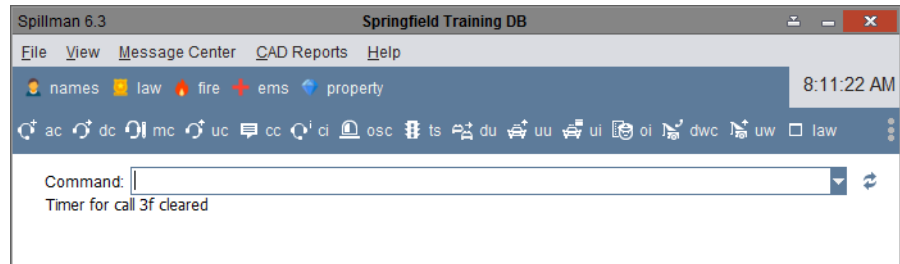 Spillman 6.3 Springfield Training DB
File View Message Center CAD Reports Help
names law fire ems property 8:11:22 AM
ac dc mc uc cc ci osc ts du uu ui oi dwc uw law
Command:
Timer for call 3f cleared